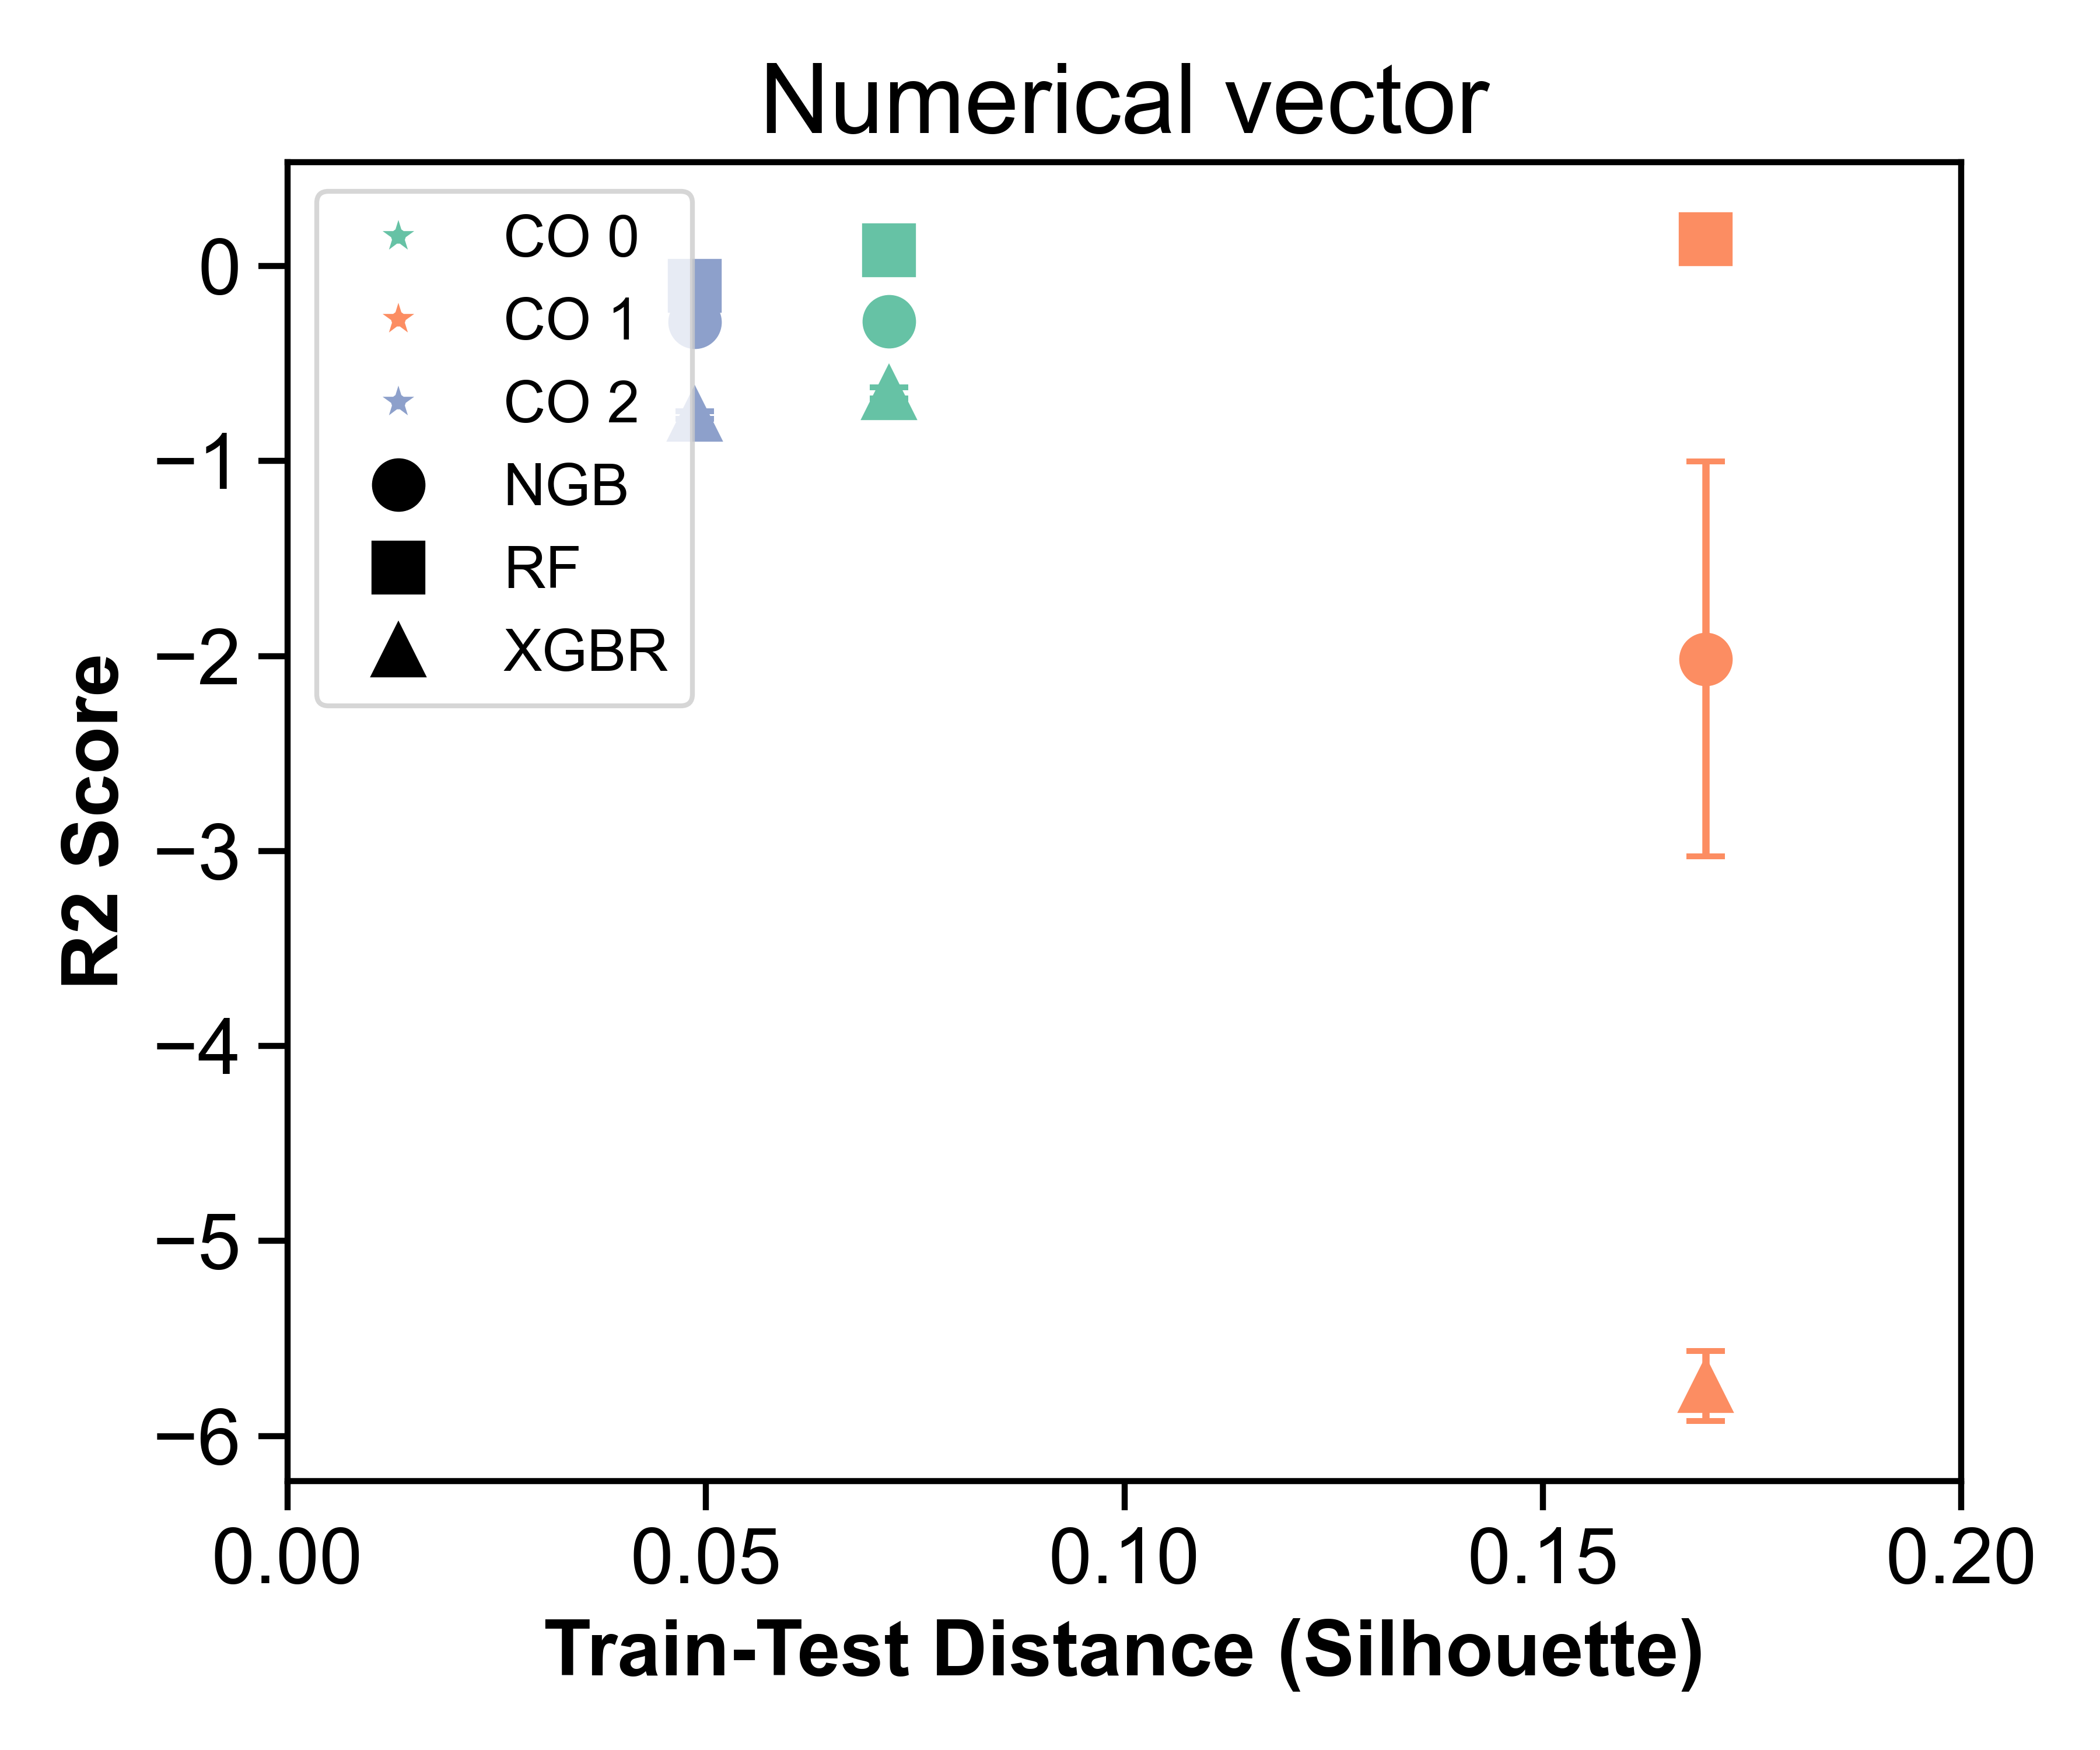 Numerical vector
CO 0
CO 1
CO 2
NGB
RF
XGBR
R2 Score
0
−1
−2
−3
−4
−5
−6
0.00 0.05 0.10 0.15 0.20
Train-Test Distance (Silhouette)